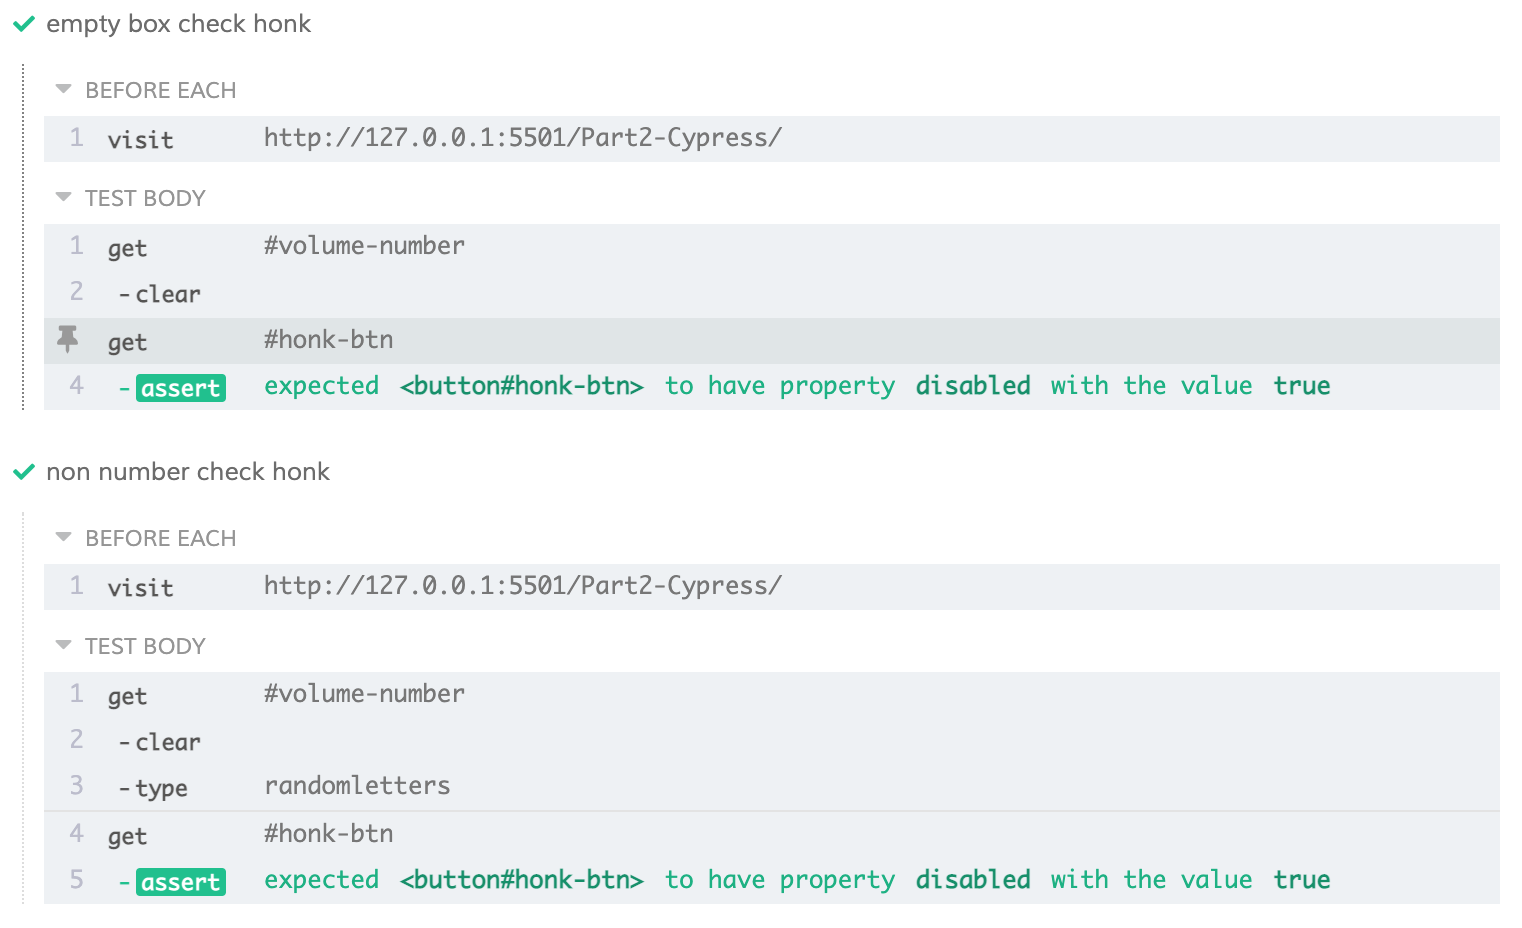 empty box check honk
BEFORE EACH
1 visit http://127.0.0.1:5501/Part2-Cypress/
TEST BODY
1 get #volume-number
2 -clear
get #honk-btn
4 -assert expected <button#honk-btn> to have property disabled with the value true
non number check honk
BEFORE EACH
1 visit http://127.0.0.1:5501/Part2-Cypress/
TEST BODY
1 get #volume-number
2 -clear
3 -type randomletters
4 get #honk-btn
5 -assert expected <button#honk-btn> to have property disabled with the value true